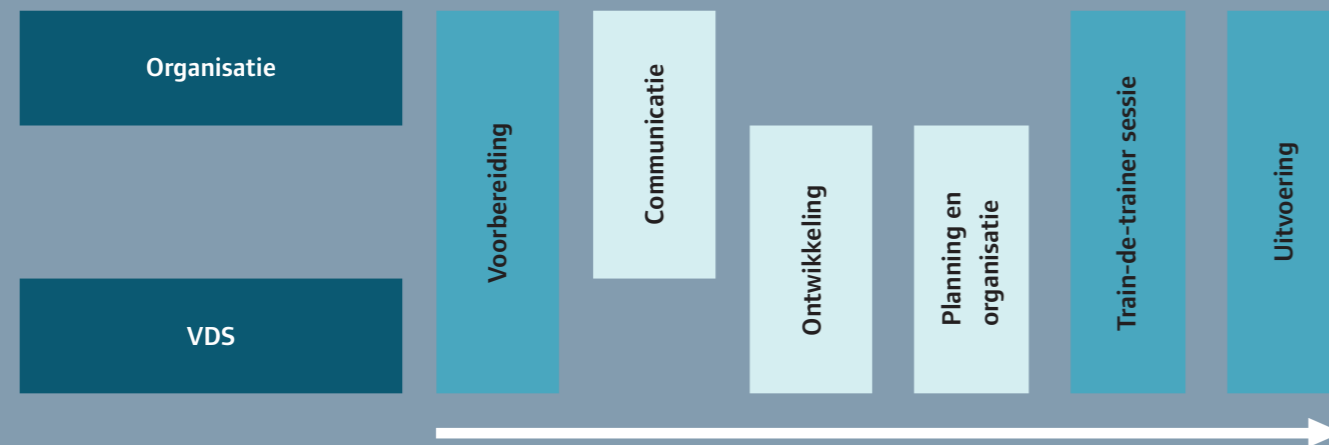 Organisatie
VDS
Voorbereiding
Communicatie
Ontwikkeling
Planning en
organisatie
Train-de-trainer sessie
Uitvoering